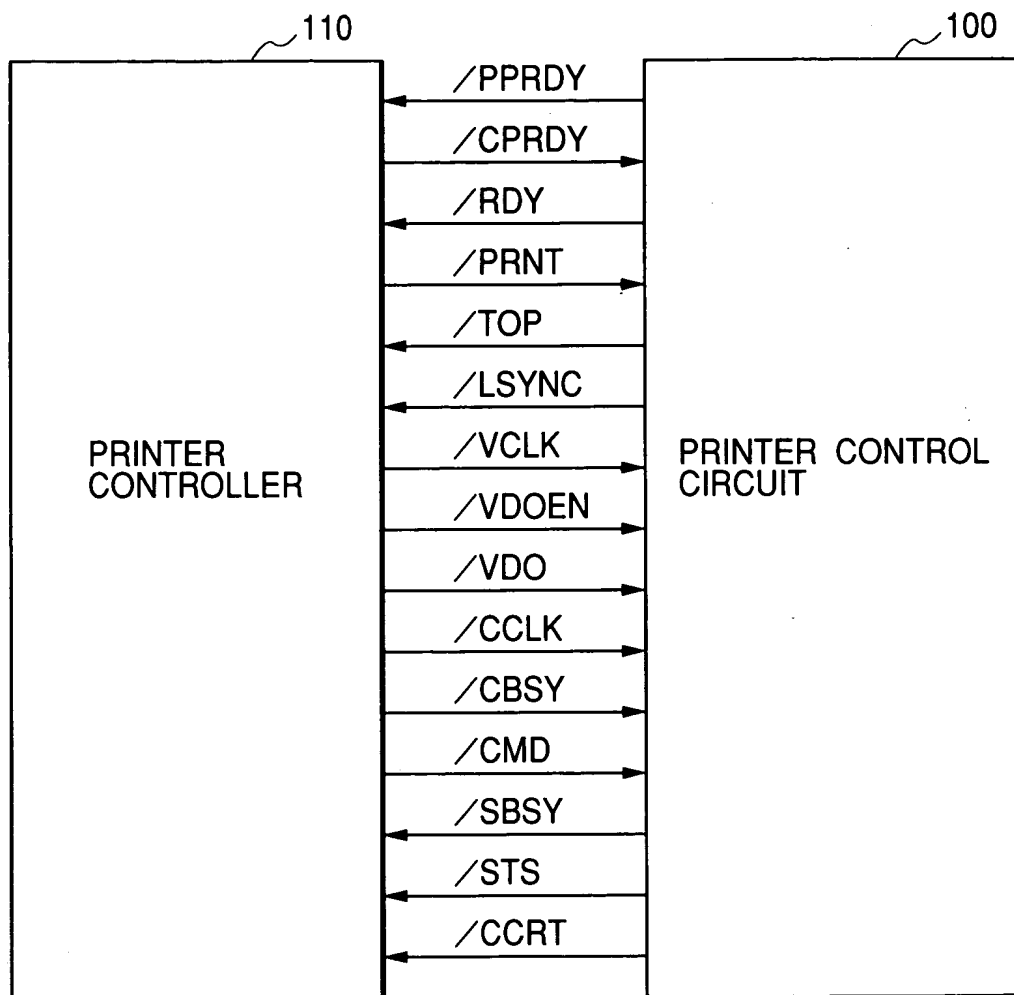 110
100
/PPRDY
/CPRDY
/RDY
/PRNT
/TOP
/LSYNC
PRINTER
CONTROLLER
/VCLK
/VDOEN
/VDO
/CCLK
/CBSY
/CMD
/SBSY
/STS
/CCRT
PRINTER CONTROL
CIRCUIT